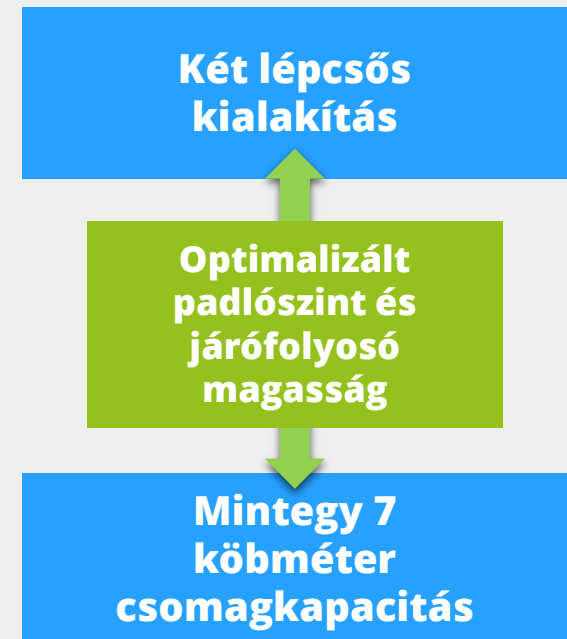 Két lépcsős
kialakítás
Optimalizált
padlószint és
járófolyosó
magasság
Mintegy 7
köbméter
csomagkapacitás